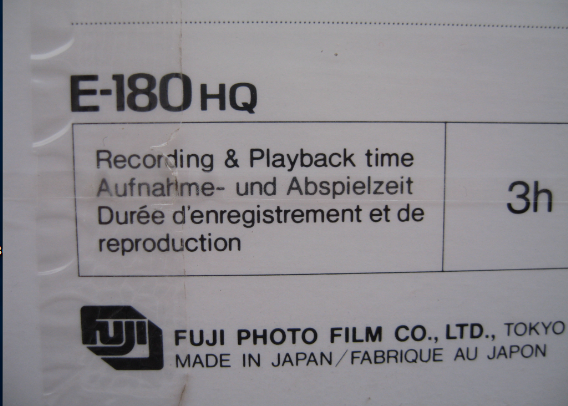 E-180 HQ
Recording & Playback time
Aufnahme- und Abspielzeit
Durée d'enregistrement et de
reproduction
3h
FUJI
FUJI PHOTO FILM CO., LTD., TOKYO
MADE IN JAPAN/FABRIQUE AU JAPON